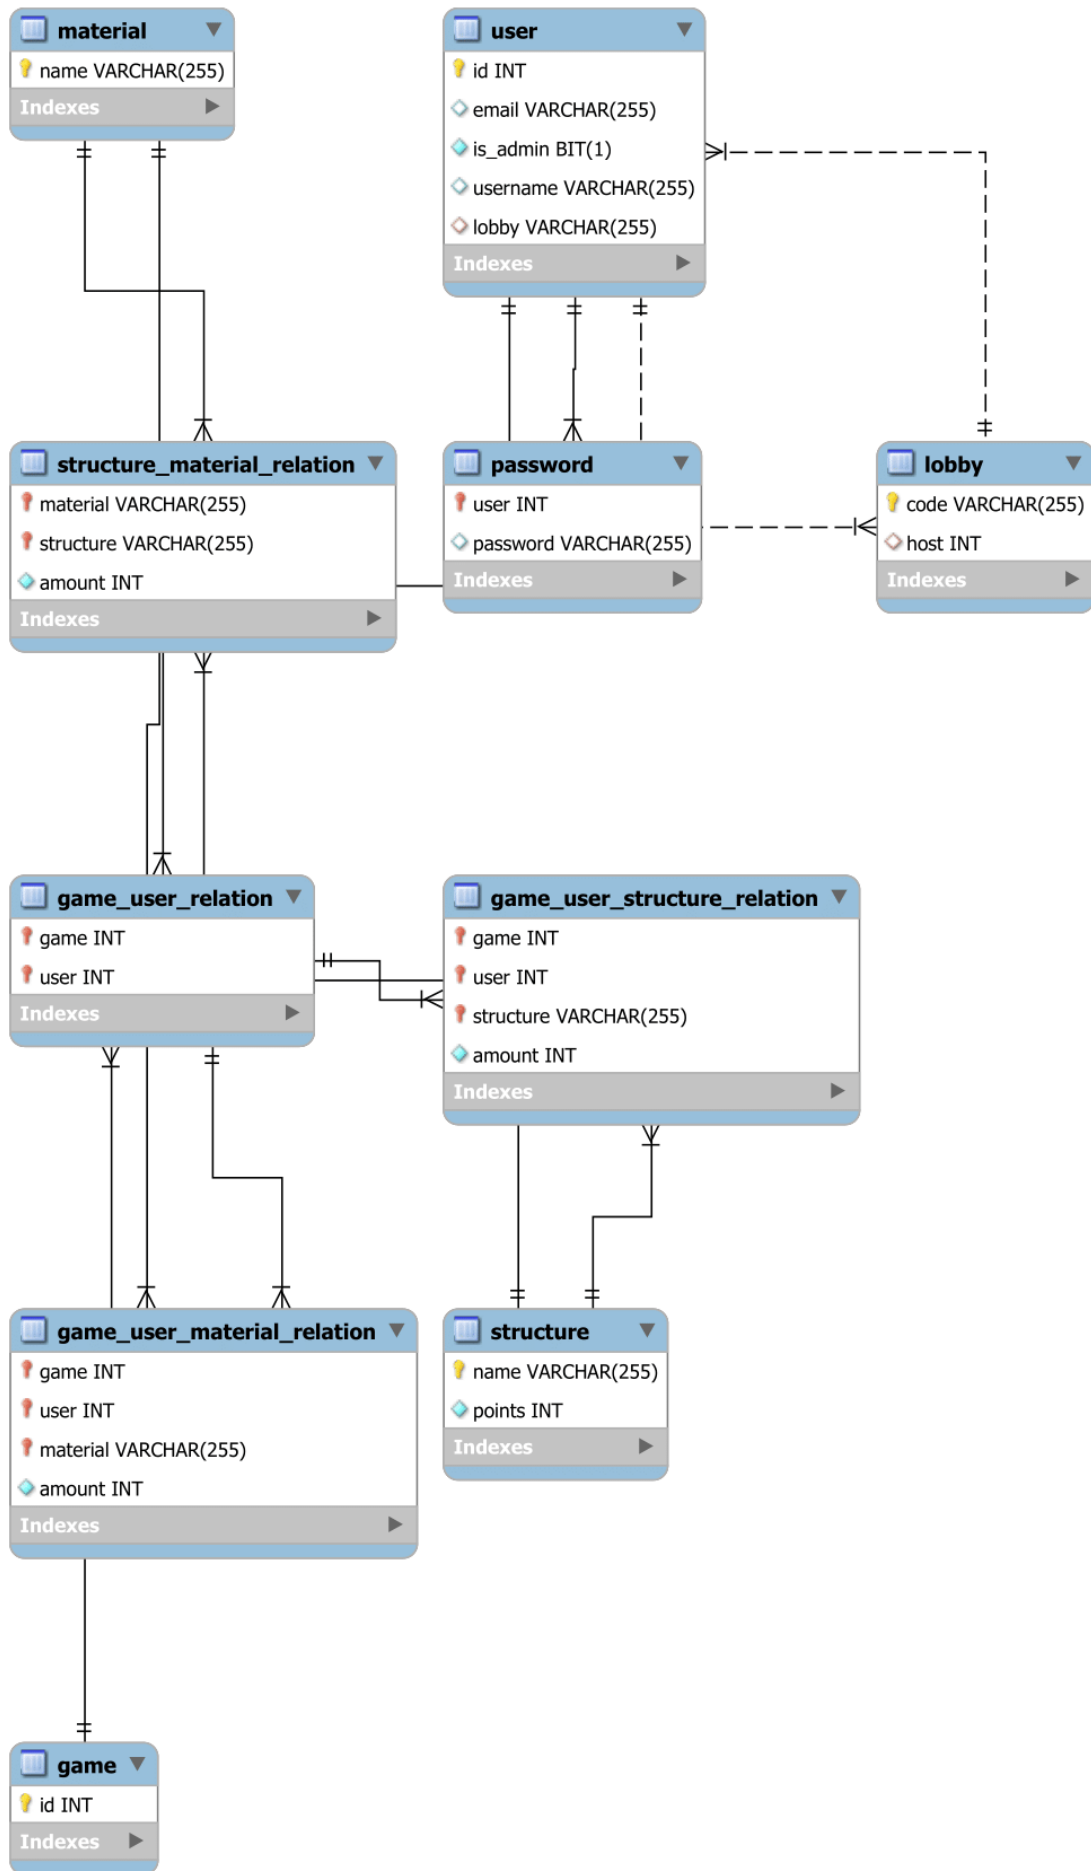 material
name VARCHAR(255)
Indexes
user
id INT
email VARCHAR(255)
is_admin BIT(1)
username VARCHAR(255)
lobby VARCHAR(255)
Indexes
structure_material_relation
material VARCHAR(255)
structure VARCHAR(255)
amount INT
Indexes
password
user INT
password VARCHAR(255)
Indexes
lobby
code VARCHAR(255)
host INT
Indexes
game_user_relation
game INT
user INT
Indexes
game_user_structure_relation
game INT
user INT
structure VARCHAR(255)
amount INT
Indexes
game_user_material_relation
game INT
user INT
material VARCHAR(255)
amount INT
Indexes
structure
name VARCHAR(255)
points INT
Indexes
game
id INT
Indexes